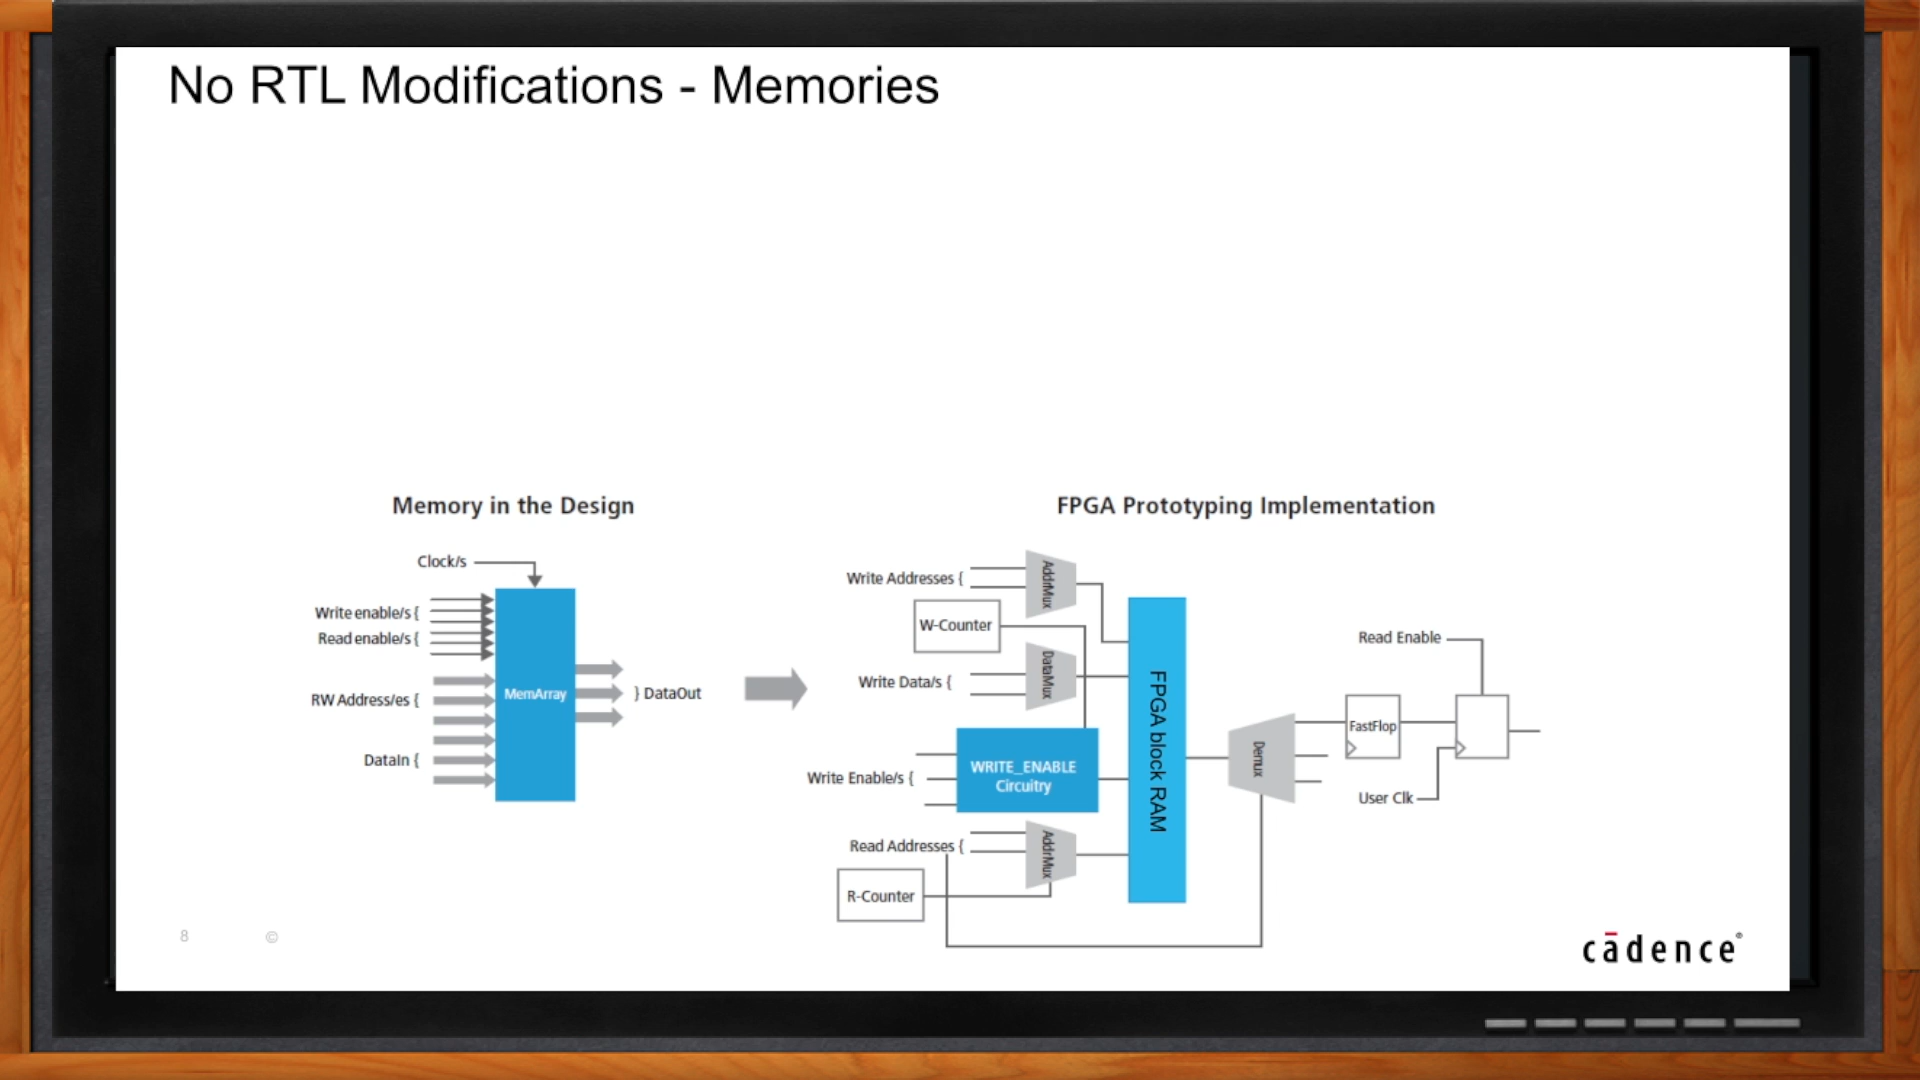 No RTL Modifications - Memories
Memory in the Design
Clock/s
Write enable/s {
Read enable/s {
RW Address/es {
DataIn {
MemArray
} DataOut
FPGA Prototyping Implementation
Write Addresses {
AddrMux
W-Counter
Write Data/s {
DataMux
WRITE_ENABLE
Circuitry
Write Enable/s {
Read Addresses {
AddrMux
R-Counter
FPGA block RAM
Demux
Read Enable
FastFlop
User Clk
8 ©
cādence®